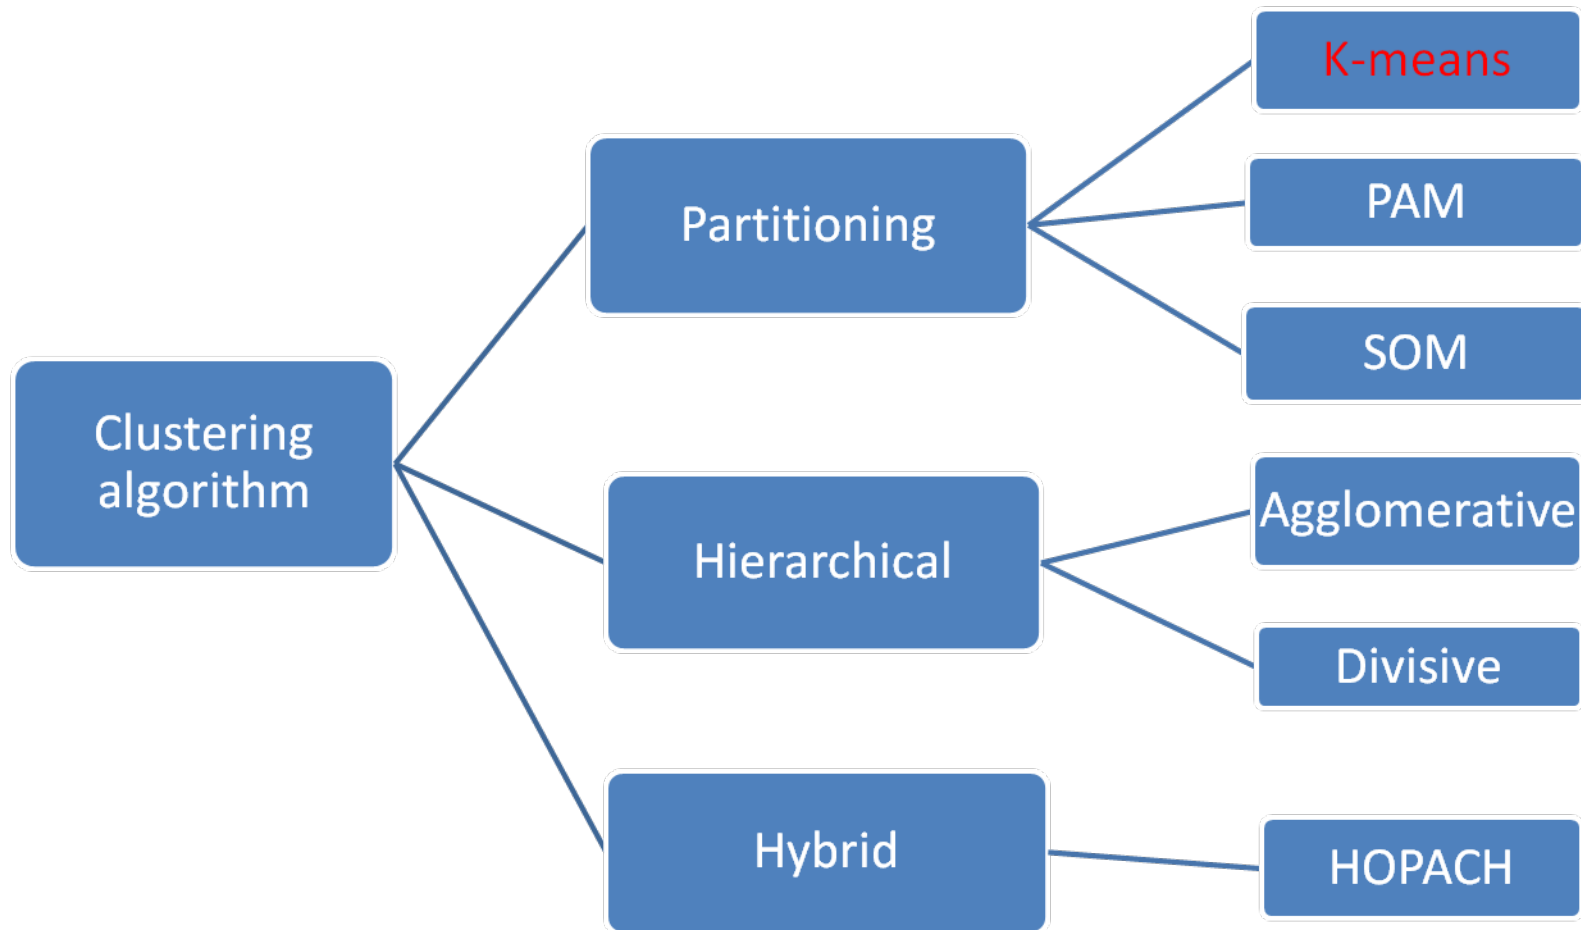 Clustering
algorithm
Partitioning
K-means
PAM
SOM
Hierarchical
Agglomerative
Divisive
Hybrid
HOPACH